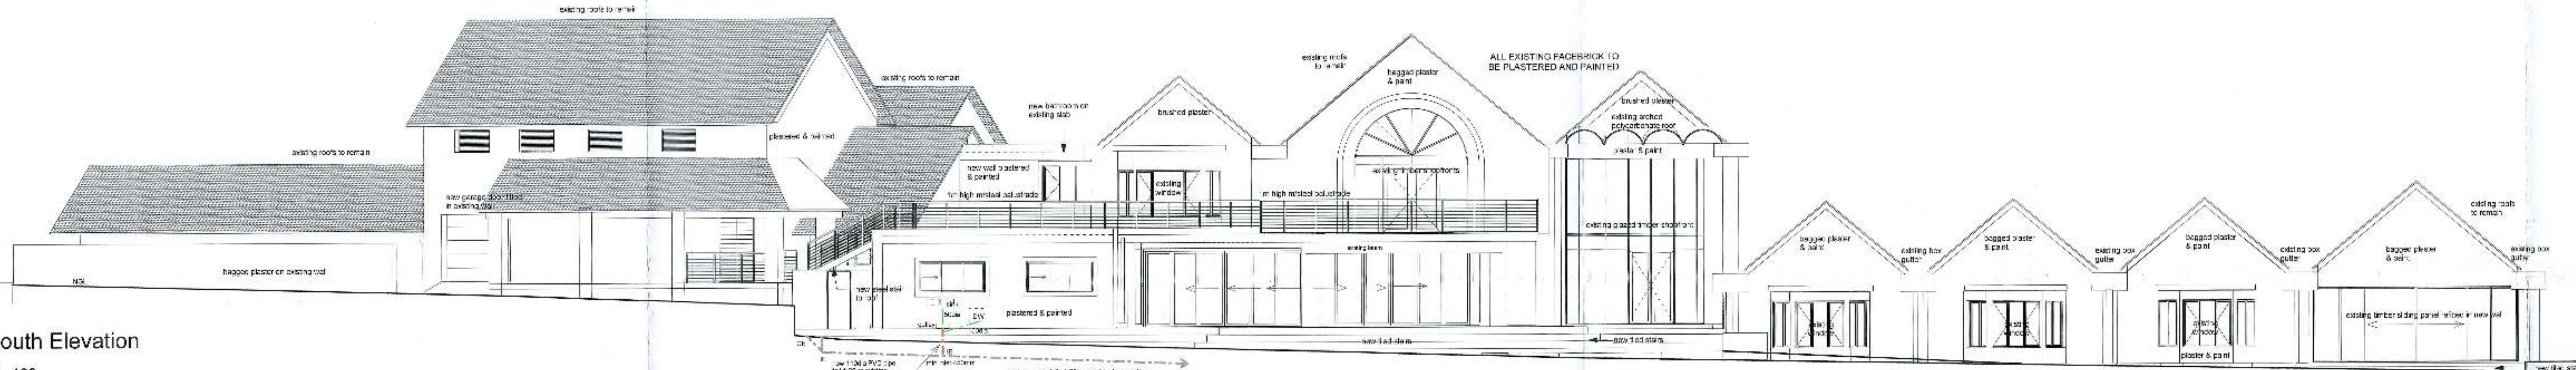 existing roofs to remain
existing roofs to remain
existing roofs to remain
plastered & painted
new garage door fitted
in existing wall
bagged plaster on existing wall
NGL
outh Elevation
new bathroom on
existing slab
new wall plastered
& painted
1m high m/steel balustrade
new steel stair
to roof
plastered & painted
brushed plaster
existing
window
existing roofs
to remain
bagged plaster
& paint
existing timber shopfronts
1m high m/steel balustrade
existing beam
ALL EXISTING FACEBRICK TO
BE PLASTERED AND PAINTED
brushed plaster
existing arched
polycarbonate roof
plaster & paint
existing glazed timber shopfront
new tiled stairs
new tiled stairs
bagged plaster
& paint
existing box
gutter
existing
window
bagged plaster
& paint
existing box
gutter
existing
window
bagged plaster
& paint
existing box
gutter
existing
window
plaster & paint
bagged plaster
& paint
existing roofs
to remain
existing box
gutter
existing timber sliding panel refitted in new wall